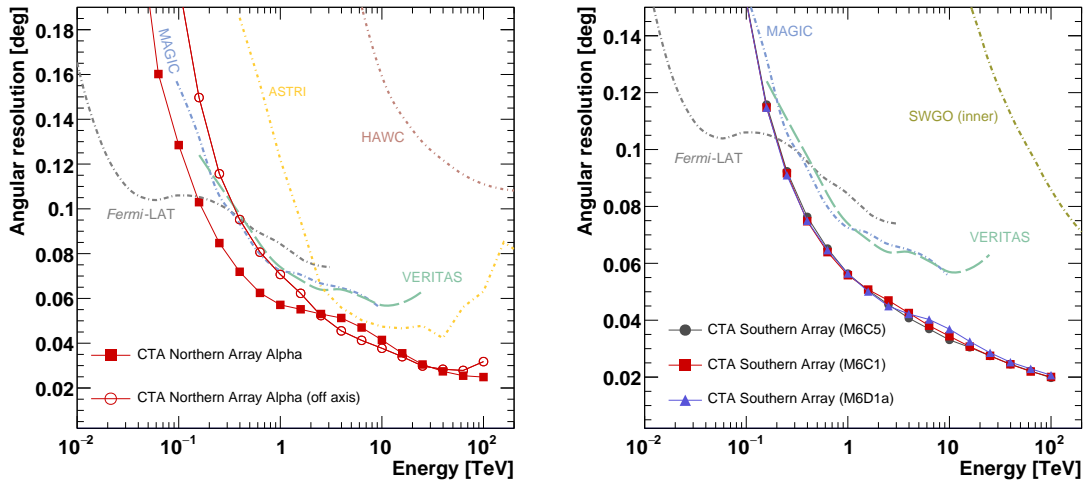 Angular resolution [deg]
0.18
0.16
0.14
0.12
0.1
0.08
0.06
0.04
0.02
MAGIC
ASTRI
HAWC
Fermi-LAT
VERITAS
CTA Northern Array Alpha
CTA Northern Array Alpha (off axis)
10−2 10−1 1 10 102
Energy [TeV]
Angular resolution [deg]
0.14
0.12
0.1
0.08
0.06
0.04
0.02
MAGIC
SWGO (inner)
Fermi-LAT
VERITAS
CTA Southern Array (M6C5)
CTA Southern Array (M6C1)
CTA Southern Array (M6D1a)
10−2 10−1 1 10 102
Energy [TeV]